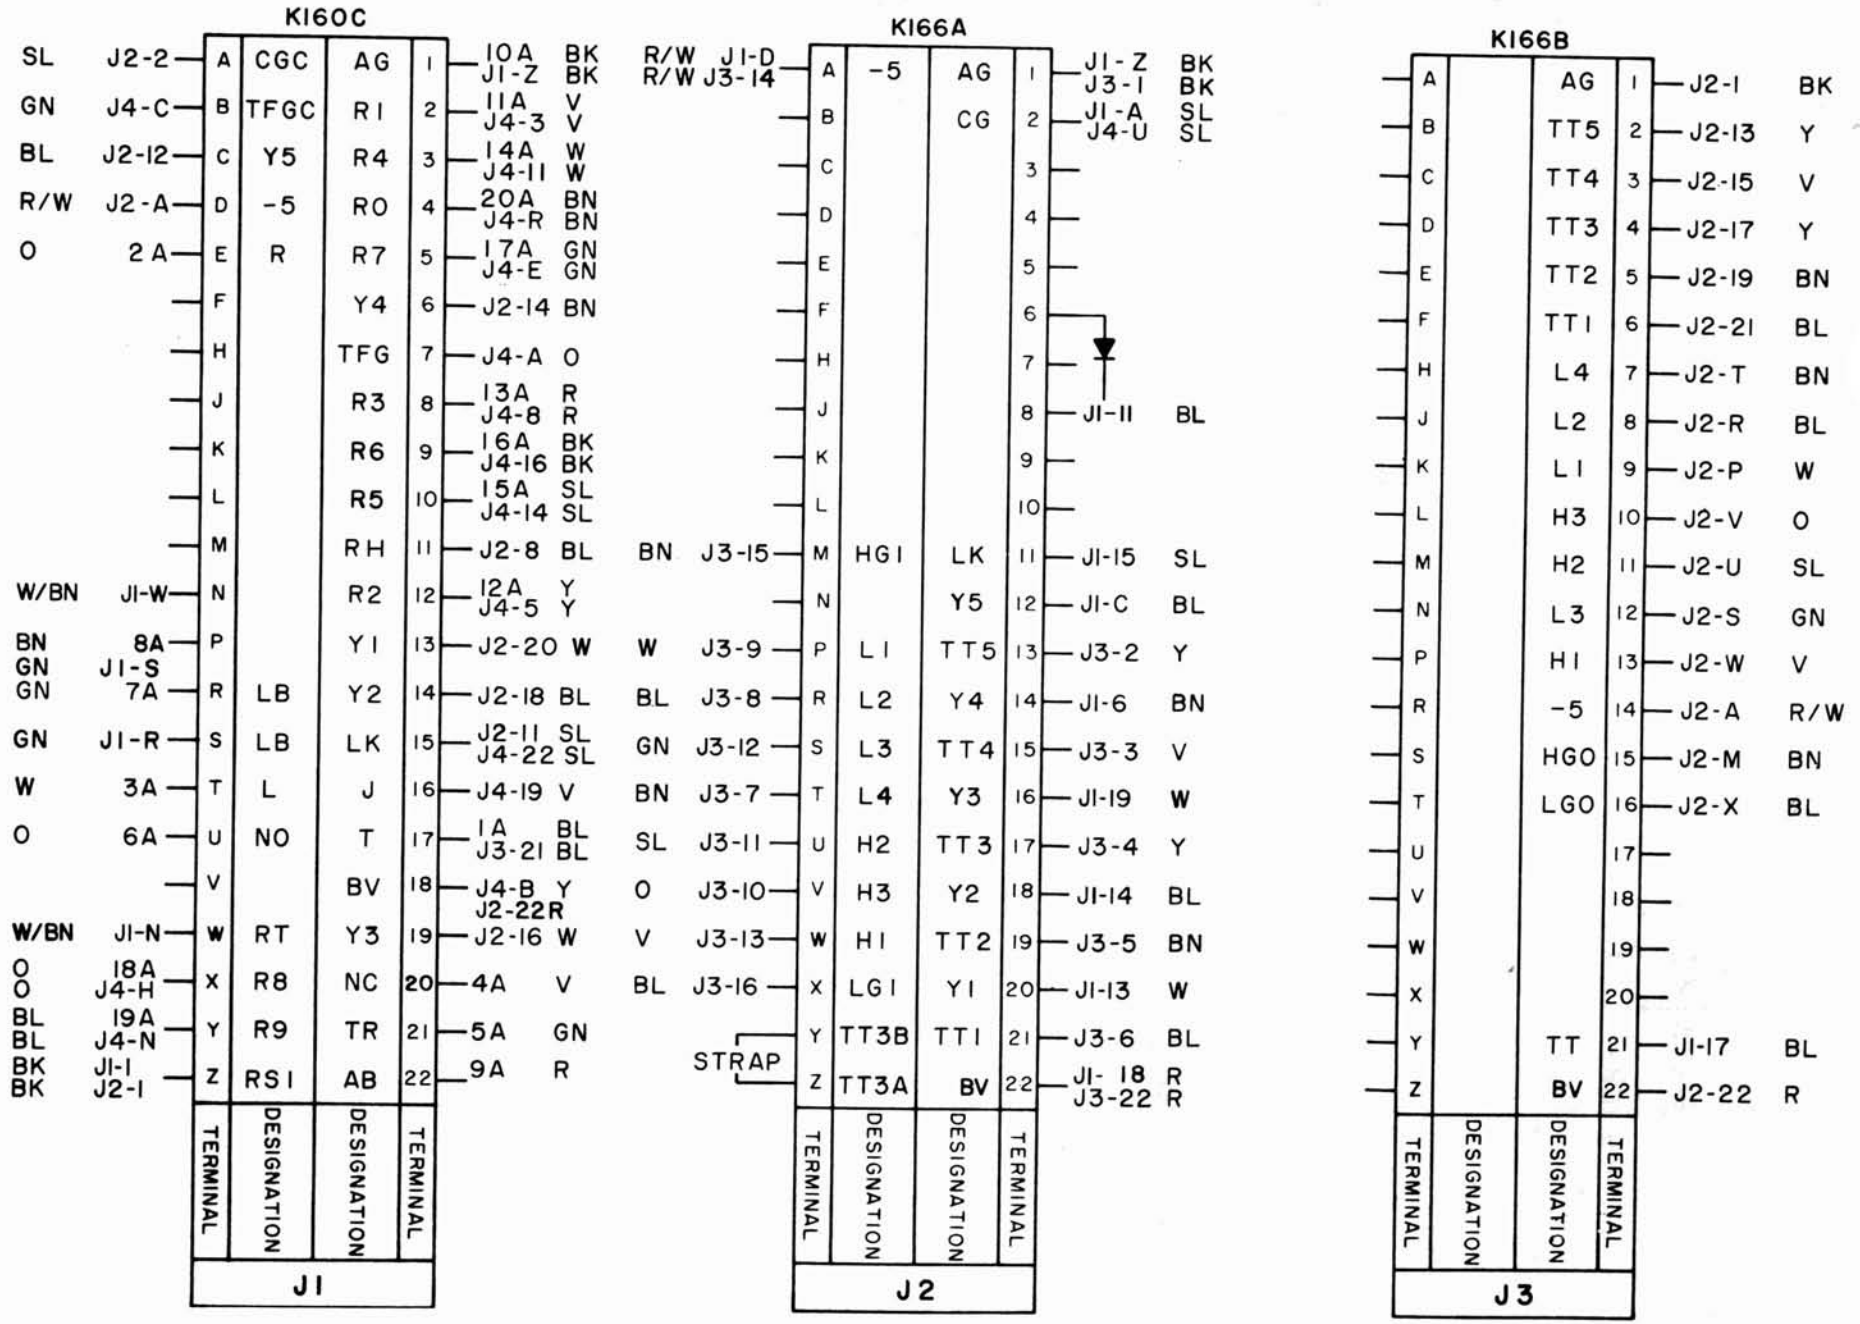 K160C
SL J2-2 A CGC AG 1 10A BK
J1-Z BK
GN J4-C B TFGC R1 2 11A V
J4-3 V
BL J2-12 C Y5 R4 3 14A W
J4-11 W
R/W J2-A D -5 R0 4 20A BN
J4-R BN
O 2A E R R7 5 17A GN
J4-E GN
F Y4 6 J2-14 BN
H TFG 7 J4-A O
J R3 8 13A R
J4-8 R
K R6 9 16A BK
J4-16 BK
L R5 10 15A SL
J4-14 SL
M RH 11 J2-8 BL
W/BN J1-W N R2 12 12A Y
J4-5 Y
BN 8A P Y1 13 J2-20 W
GN J1-S
GN 7A R LB Y2 14 J2-18 BL
GN J1-R S LB LK 15 J2-11 SL
J4-22 SL
W 3A T L J 16 J4-19 V
O 6A U NO T 17 1A BL
J3-21 BL
V BV 18 J4-B Y
J2-22 R
W/BN J1-N W RT Y3 19 J2-16 W
O 18A
O J4-H X R8 NC 20 4A V
BL 19A
BL J4-N Y R9 TR 21 5A GN
BK J1-1
BK J2-1 Z RS1 AB 22 9A R
TERMINAL DESIGNATION DESIGNATION TERMINAL
J1
K166A
R/W J1-D
R/W J3-14 A -5 AG 1 J1-Z BK
J3-1 BK
B CG 2 J1-A SL
J4-U SL
C 3
D 4
E 5
F 6
H 7
J 8 J1-11 BL
K 9
L 10
BN J3-15 M HG1 LK 11 J1-15 SL
N Y5 12 J1-C BL
W J3-9 P L1 TT5 13 J3-2 Y
BL J3-8 R L2 Y4 14 J1-6 BN
GN J3-12 S L3 TT4 15 J3-3 V
BN J3-7 T L4 Y3 16 J1-19 W
SL J3-11 U H2 TT3 17 J3-4 Y
O J3-10 V H3 Y2 18 J1-14 BL
V J3-13 W H1 TT2 19 J3-5 BN
BL J3-16 X LG1 Y1 20 J1-13 W
Y TT3B TT1 21 J3-6 BL
STRAP
Z TT3A BV 22 J1-18 R
J3-22 R
TERMINAL DESIGNATION DESIGNATION TERMINAL
J2
K166B
A AG 1 J2-1 BK
B TT5 2 J2-13 Y
C TT4 3 J2-15 V
D TT3 4 J2-17 Y
E TT2 5 J2-19 BN
F TT1 6 J2-21 BL
H L4 7 J2-T BN
J L2 8 J2-R BL
K L1 9 J2-P W
L H3 10 J2-V O
M H2 11 J2-U SL
N L3 12 J2-S GN
P H1 13 J2-W V
R -5 14 J2-A R/W
S HGO 15 J2-M BN
T LGO 16 J2-X BL
U 17
V 18
W 19
X 20
Y TT 21 J1-17 BL
Z BV 22 J2-22 R
TERMINAL DESIGNATION DESIGNATION TERMINAL
J3